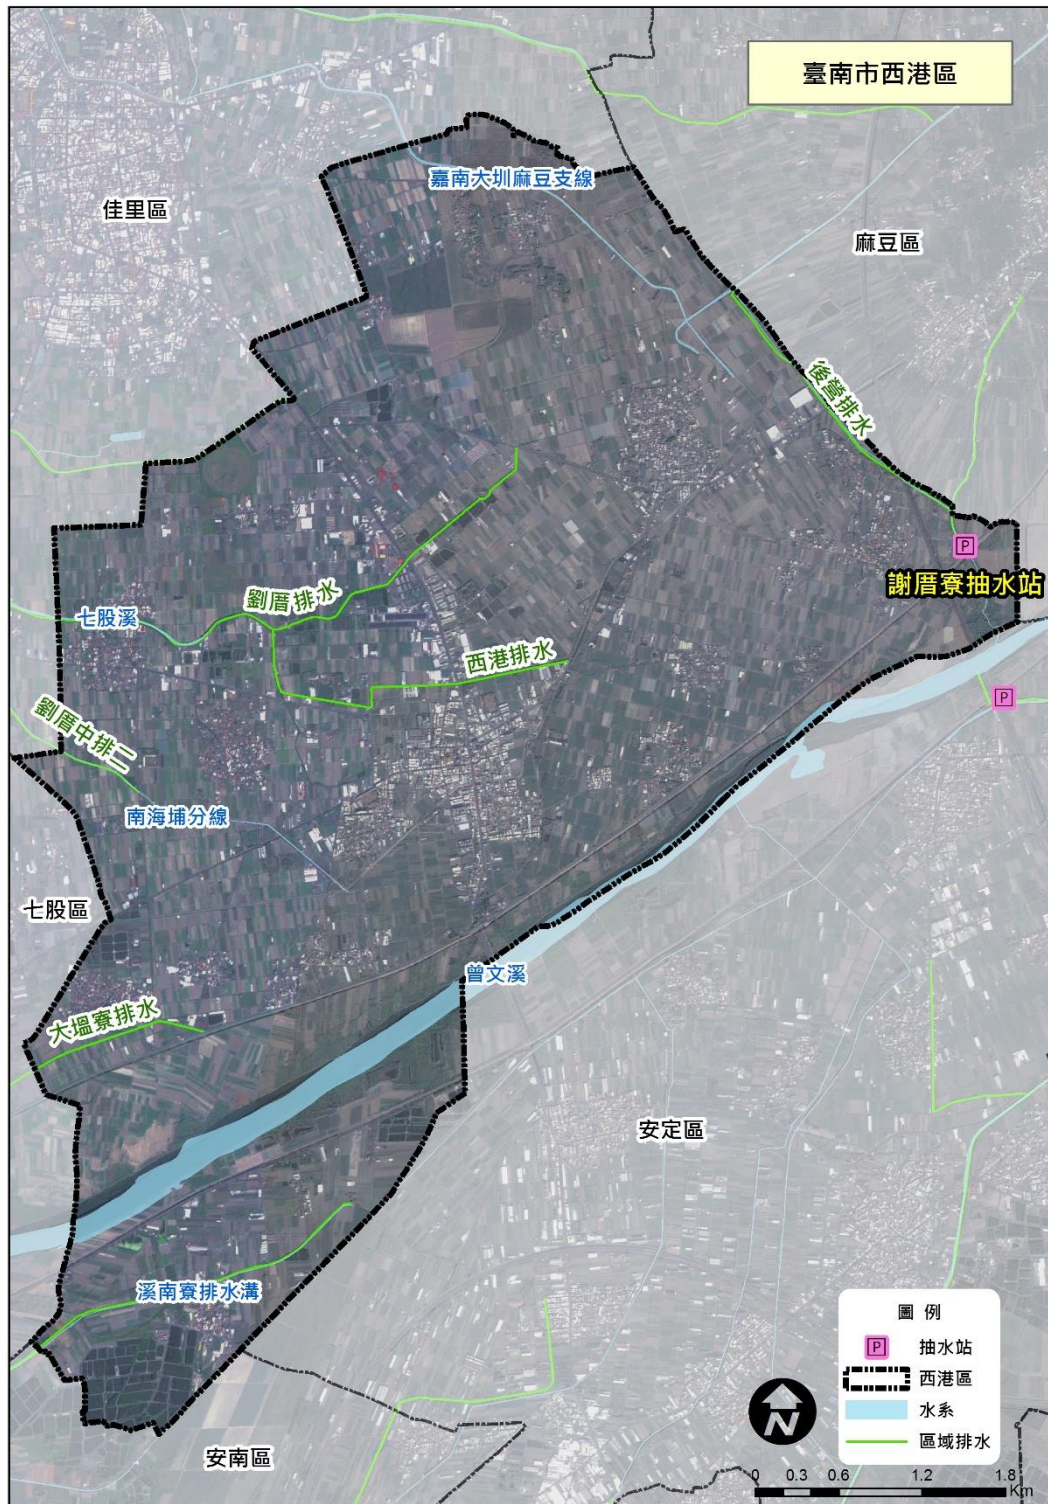 臺南市西港區
嘉南大圳麻豆支線
佳里區
麻豆區
後營排水
P
謝厝寮抽水站
劉厝排水
七股溪
西港排水
P
劉厝中排二
南海埔分線
七股區
曾文溪
大塭寮排水
安定區
溪南寮排水溝
安南區
圖例
P 抽水站
西港區
水系
區域排水
N
0 0.3 0.6 1.2 1.8
Km